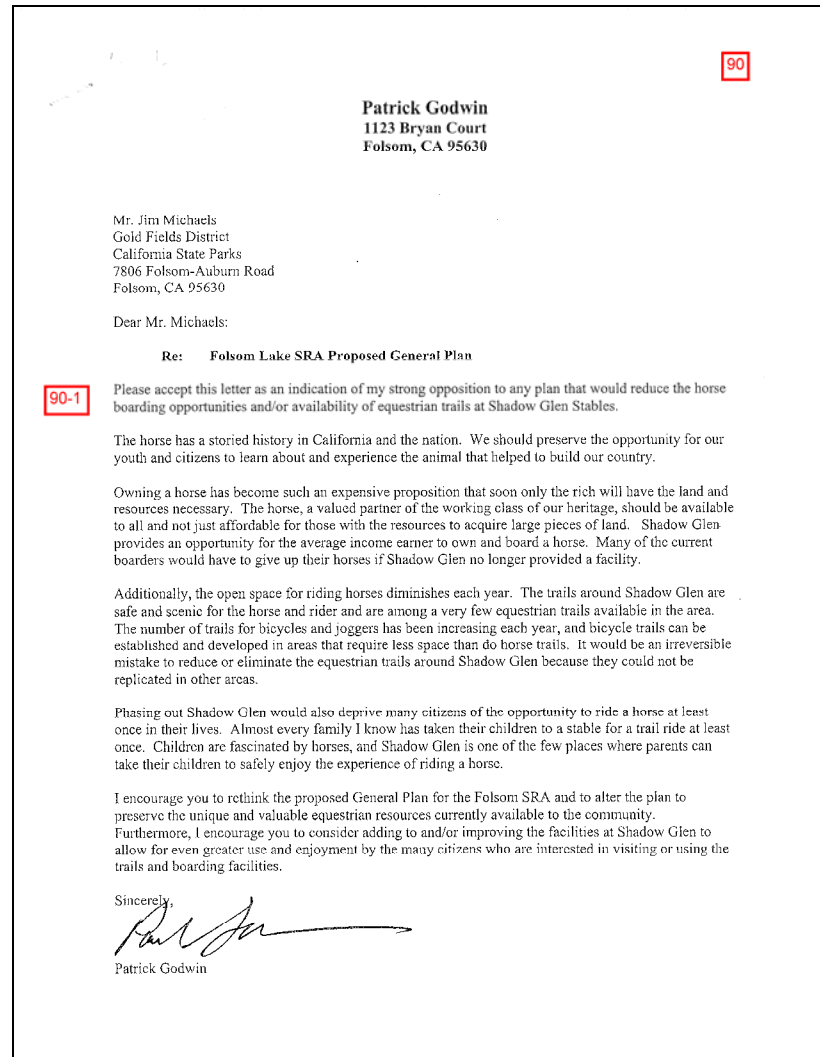 90
Patrick Godwin
1123 Bryan Court
Folsom, CA 95630
Mr. Jim Michaels
Gold Fields District
California State Parks
7806 Folsom-Auburn Road
Folsom, CA 95630
Dear Mr. Michaels:
Re: Folsom Lake SRA Proposed General Plan
90-1
Please accept this letter as an indication of my strong opposition to any plan that would reduce the horse
boarding opportunities and/or availability of equestrian trails at Shadow Glen Stables.
The horse has a storied history in California and the nation. We should preserve the opportunity for our
youth and citizens to learn about and experience the animal that helped to build our country.
Owning a horse has become such an expensive proposition that soon only the rich will have the land and
resources necessary. The horse, a valued partner of the working class of our heritage, should be available
to all and not just affordable for those with the resources to acquire large pieces of land. Shadow Glen
provides an opportunity for the average income earner to own and board a horse. Many of the current
boarders would have to give up their horses if Shadow Glen no longer provided a facility.
Additionally, the open space for riding horses diminishes each year. The trails around Shadow Glen are
safe and scenic for the horse and rider and are among a very few equestrian trails available in the area.
The number of trails for bicycles and joggers has been increasing each year, and bicycle trails can be
established and developed in areas that require less space than do horse trails. It would be an irreversible
mistake to reduce or eliminate the equestrian trails around Shadow Glen because they could not be
replicated in other areas.
Phasing out Shadow Glen would also deprive many citizens of the opportunity to ride a horse at least
once in their lives. Almost every family I know has taken their children to a stable for a trail ride at least
once. Children are fascinated by horses, and Shadow Glen is one of the few places where parents can
take their children to safely enjoy the experience of riding a horse.
I encourage you to rethink the proposed General Plan for the Folsom SRA and to alter the plan to
preserve the unique and valuable equestrian resources currently available to the community.
Furthermore, I encourage you to consider adding to and/or improving the facilities at Shadow Glen to
allow for even greater use and enjoyment by the many citizens who are interested in visiting or using the
trails and boarding facilities.
Sincerely,
Patrick Godwin